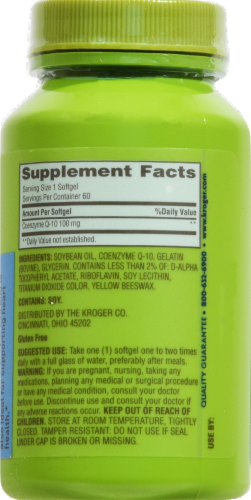 Supplement Facts
Serving Size 1 Softgel
Servings Per Container 60
Amount Per Softgel %Daily Value
Coenzyme Q-10 100 mg **
**Daily Value not established.
INGREDIENTS: SOYBEAN OIL, COENZYME Q-10, GELATIN
(BOVINE), GLYCERIN. CONTAINS LESS THAN 2% OF: D-ALPHA
TOCOPHERYL ACETATE, RIBOFLAVIN, SOY LECITHIN,
TITANIUM DIOXIDE COLOR, YELLOW BEESWAX.
CONTAINS: SOY.
DISTRIBUTED BY THE KROGER CO.
CINCINNATI, OHIO 45202
Gluten Free
SUGGESTED USE: Take one (1) softgel one to two times
daily with a full glass of water, preferably after meals.
WARNING: If you are pregnant, nursing, taking any
medications, planning any medical or surgical procedure
or have any medical condition, consult your doctor
before use. Discontinue use and consult your doctor if
any adverse reactions occur. KEEP OUT OF REACH OF
CHILDREN. STORE AT ROOM TEMPERATURE. TIGHTLY
CLOSED. TAMPER RESISTANT: DO NOT USE IF SEAL
UNDER CAP IS BROKEN OR MISSING.
QUALITY GUARANTEE • 800-632-6900 • www.kroger.com
USE BY:
for supporting heart
health.*